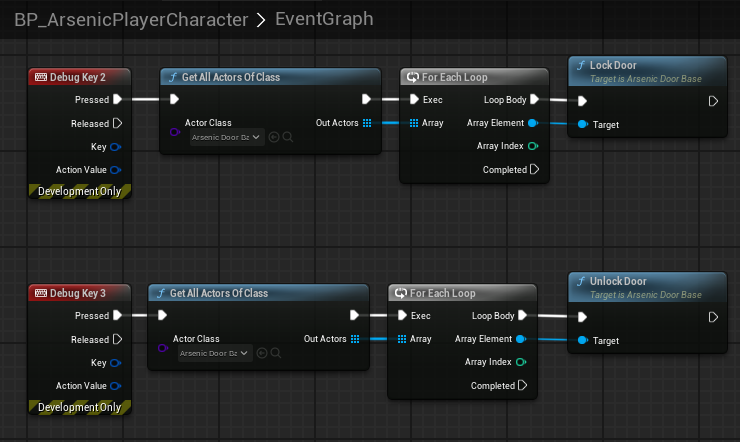 BP_ArsenicPlayerCharacter > EventGraph
Debug Key 2
Pressed
Released
Key
Action Value
Development Only
Get All Actors Of Class
Actor Class
Arsenic Door Ba
Out Actors
For Each Loop
Exec
Loop Body
Array
Array Element
Array Index
Completed
Lock Door
Target is Arsenic Door Base
Target
Debug Key 3
Pressed
Released
Key
Action Value
Development Only
Get All Actors Of Class
Actor Class
Arsenic Door Ba
Out Actors
For Each Loop
Exec
Loop Body
Array
Array Element
Array Index
Completed
Unlock Door
Target is Arsenic Door Base
Target